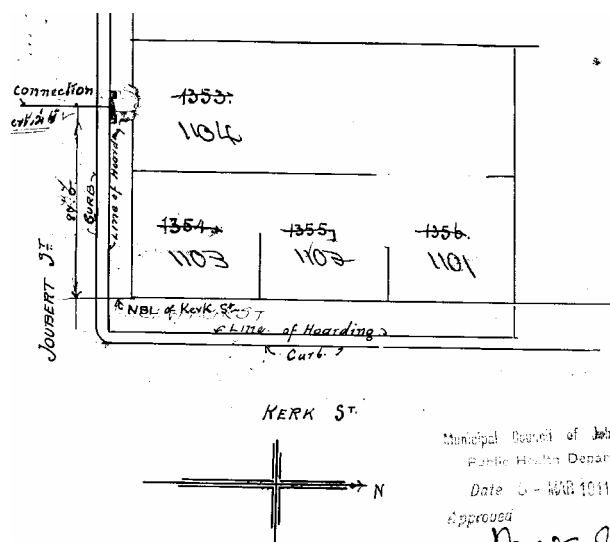 connection
1353.
1104
CURB
Line of Hoarding
JOUBERT ST
1354.
1355
1356
1103
1102
1101
NBL of Kerk St
Line of Hoarding
Curb.
KERK ST.
N
Municipal Council of
Public Health
Date 6 - MAR 1911
Approved